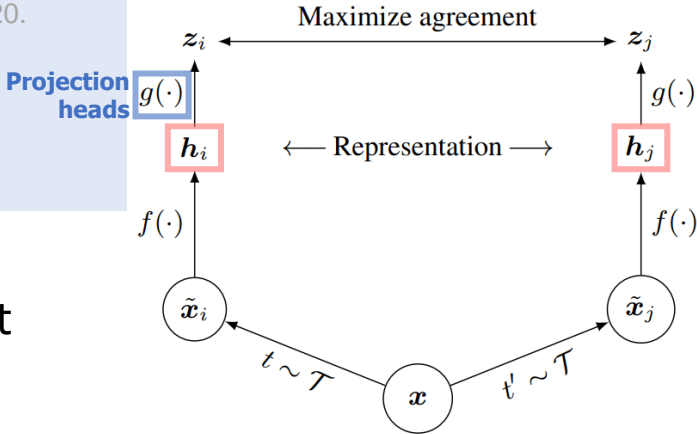 20.
Maximize agreement
z_i
z_j
Projection
heads
g(·)
g(·)
h_i
← Representation →
h_j
f(·)
f(·)
x̃_i
x̃_j
t
t ~ 𝒯
t' ~ 𝒯
x